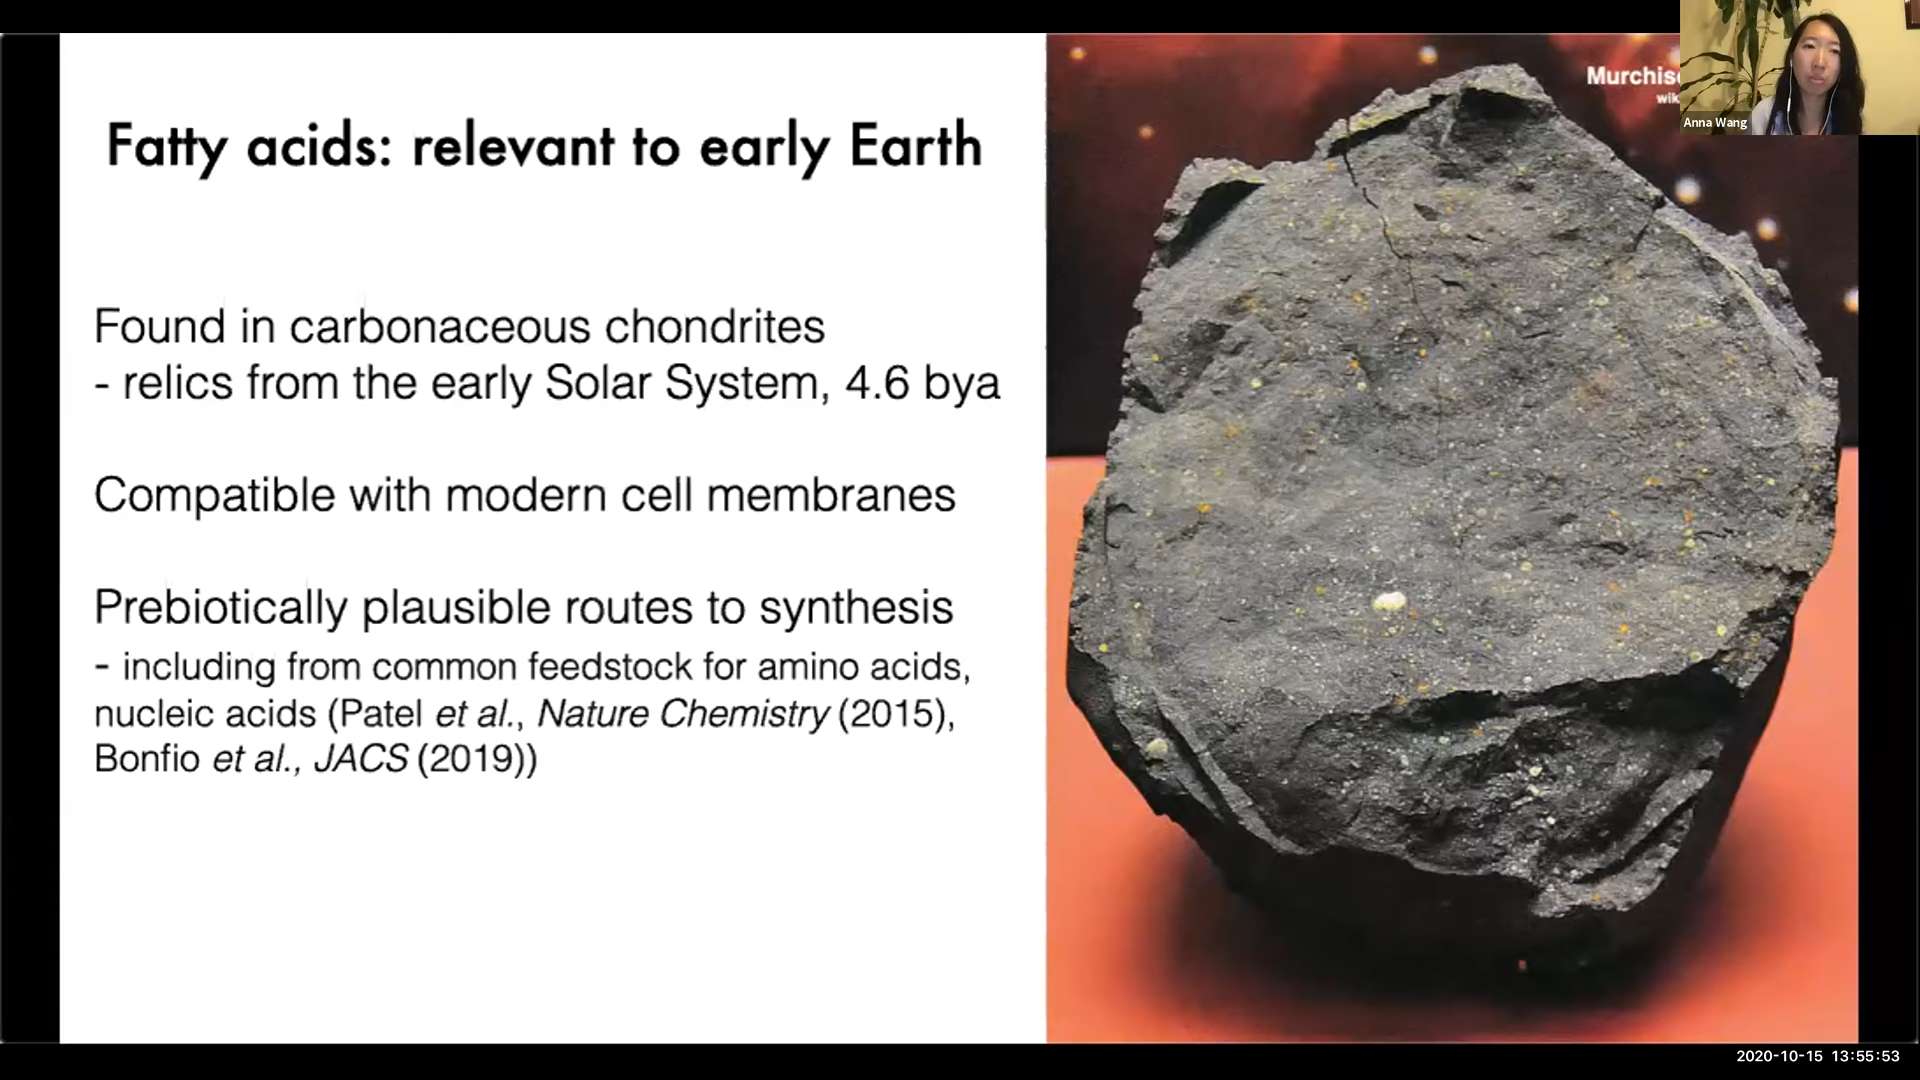 Fatty acids: relevant to early Earth
Found in carbonaceous chondrites
- relics from the early Solar System, 4.6 bya
Compatible with modern cell membranes
Prebiotically plausible routes to synthesis
- including from common feedstock for amino acids,
nucleic acids (Patel et al., Nature Chemistry (2015),
Bonfio et al., JACS (2019))
Anna Wang
2020-10-15 13:55:53